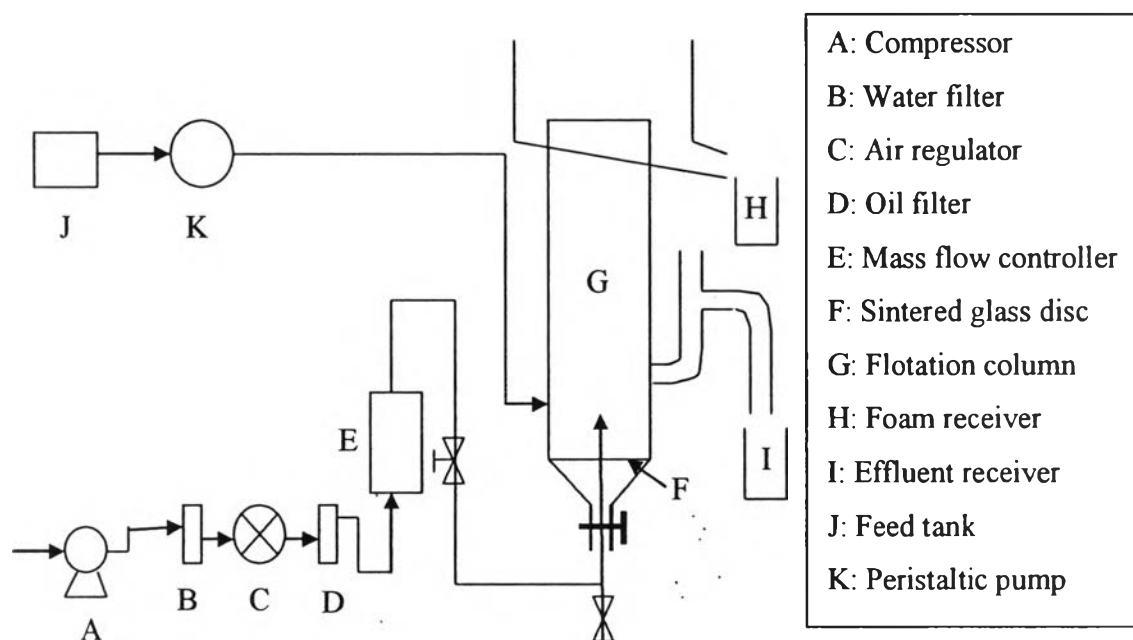 J
K
H
G
E
F
I
A
B
C
D
A: Compressor
B: Water filter
C: Air regulator
D: Oil filter
E: Mass flow controller
F: Sintered glass disc
G: Flotation column
H: Foam receiver
I: Effluent receiver
J: Feed tank
K: Peristaltic pump